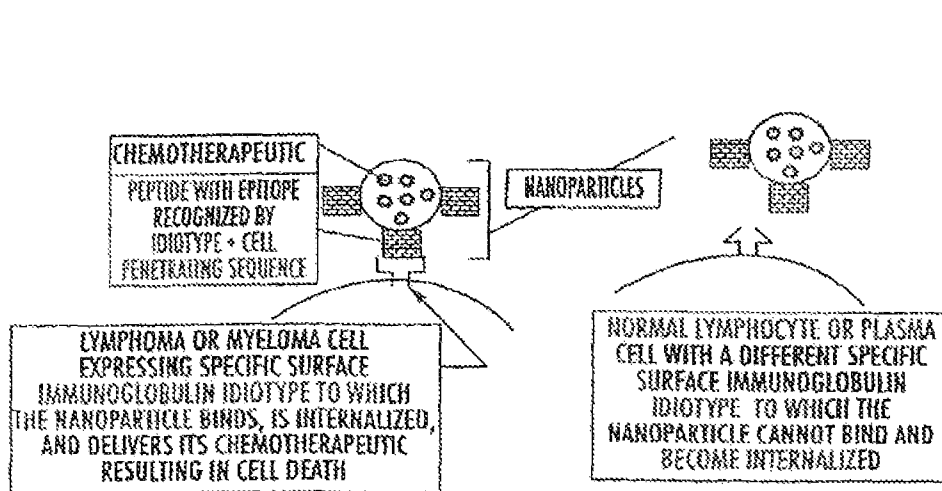 CHEMOTHERAPEUTIC
PEPTIDE WITH EPITOPE
RECOGNIZED BY
IDIOTYPE + CELL
PENETRATING SEQUENCE
NANOPARTICLES
LYMPHOMA OR MYELOMA CELL
EXPRESSING SPECIFIC SURFACE
IMMUNOGLOBULIN IDIOTYPE TO WHICH
THE NANOPARTICLE BINDS, IS INTERNALIZED,
AND DELIVERS ITS CHEMOTHERAPEUTIC
RESULTING IN CELL DEATH
NORMAL LYMPHOCYTE OR PLASMA
CELL WITH A DIFFERENT SPECIFIC
SURFACE IMMUNOGLOBULIN
IDIOTYPE TO WHICH THE
NANOPARTICLE CANNOT BIND AND
BECOME INTERNALIZED